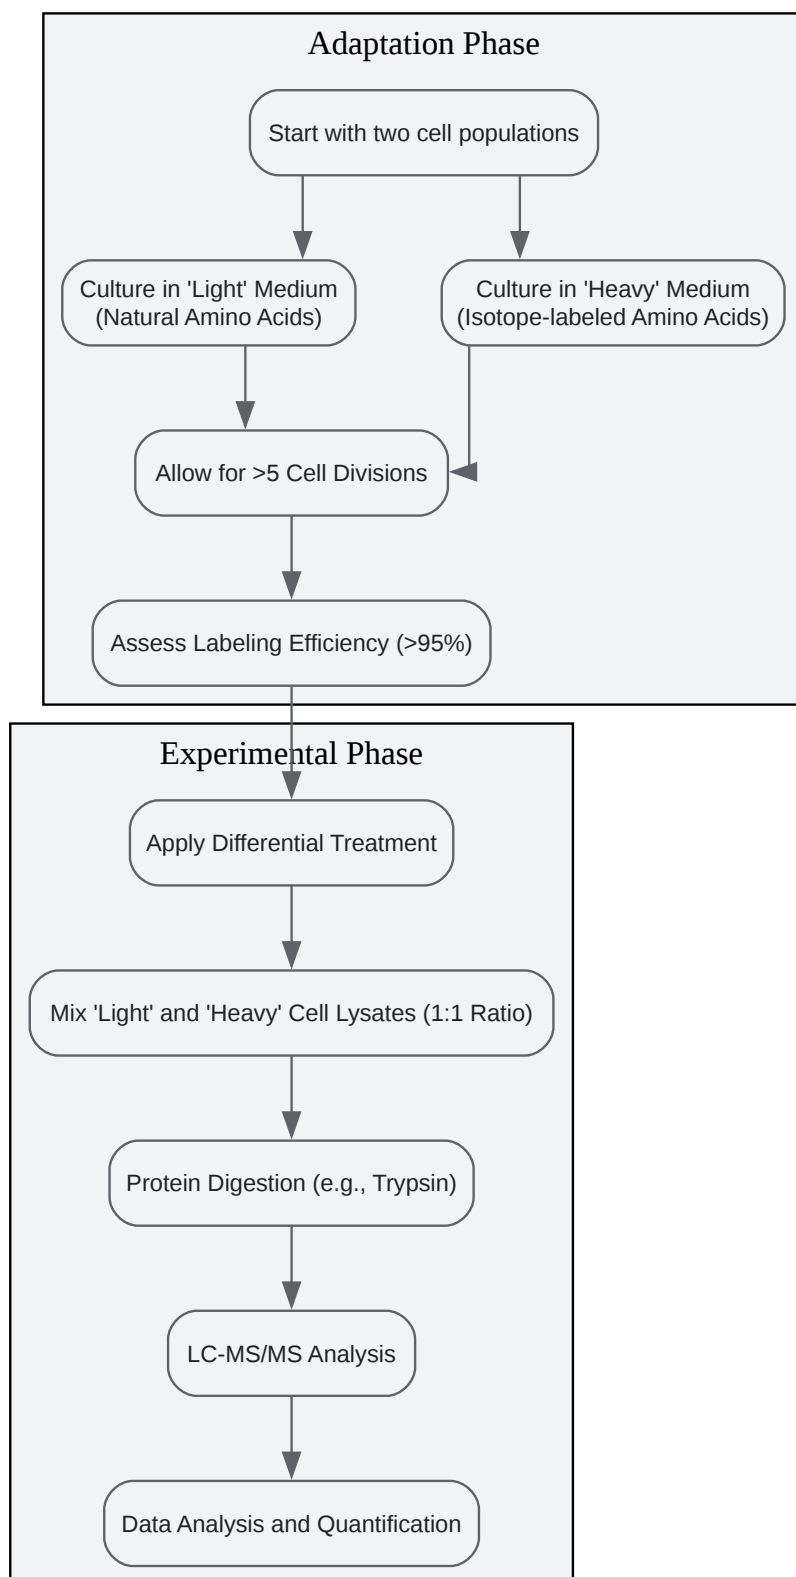 Adaptation Phase
Start with two cell populations
Culture in 'Light' Medium
(Natural Amino Acids)
Culture in 'Heavy' Medium
(Isotope-labeled Amino Acids)
Allow for >5 Cell Divisions
Assess Labeling Efficiency (>95%)
Experimental Phase
Apply Differential Treatment
Mix 'Light' and 'Heavy' Cell Lysates (1:1 Ratio)
Protein Digestion (e.g., Trypsin)
LC-MS/MS Analysis
Data Analysis and Quantification